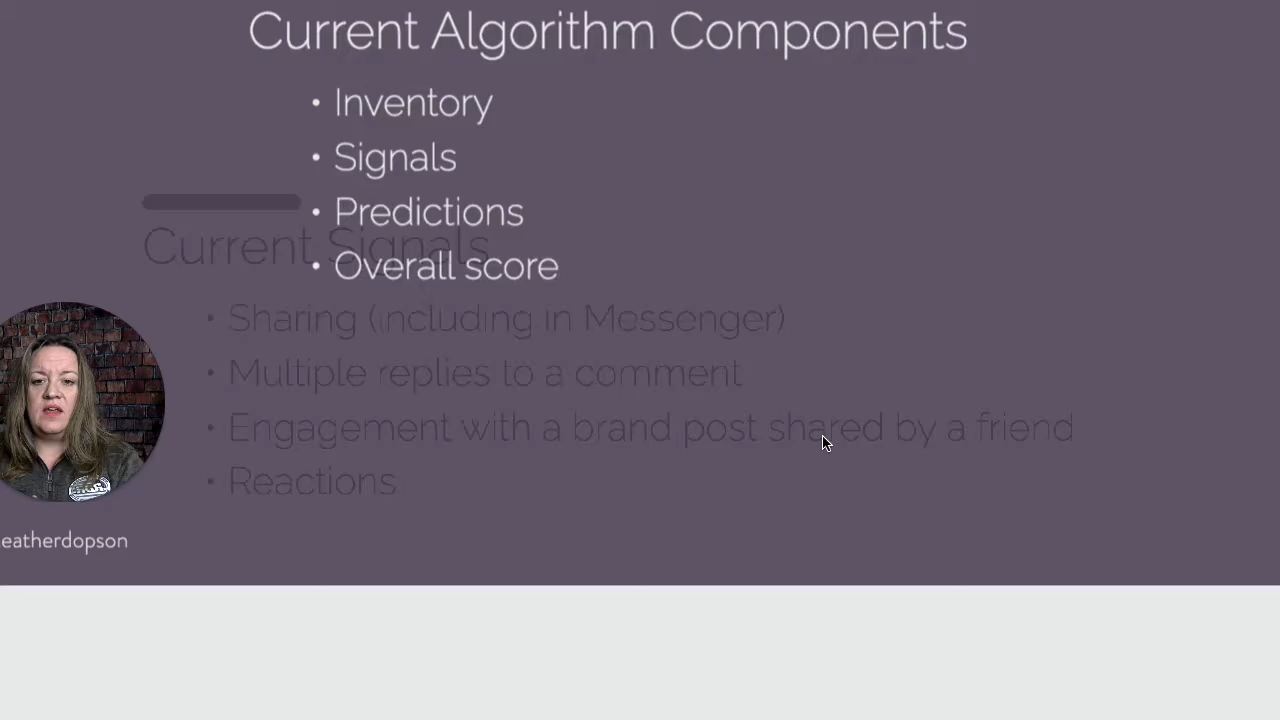 Current Algorithm Components
• Inventory
• Signals
• Predictions
Current Signals
• Overall score
• Sharing (including in Messenger)
• Multiple replies to a comment
• Engagement with a brand post shared by a friend
• Reactions
eatherdopson